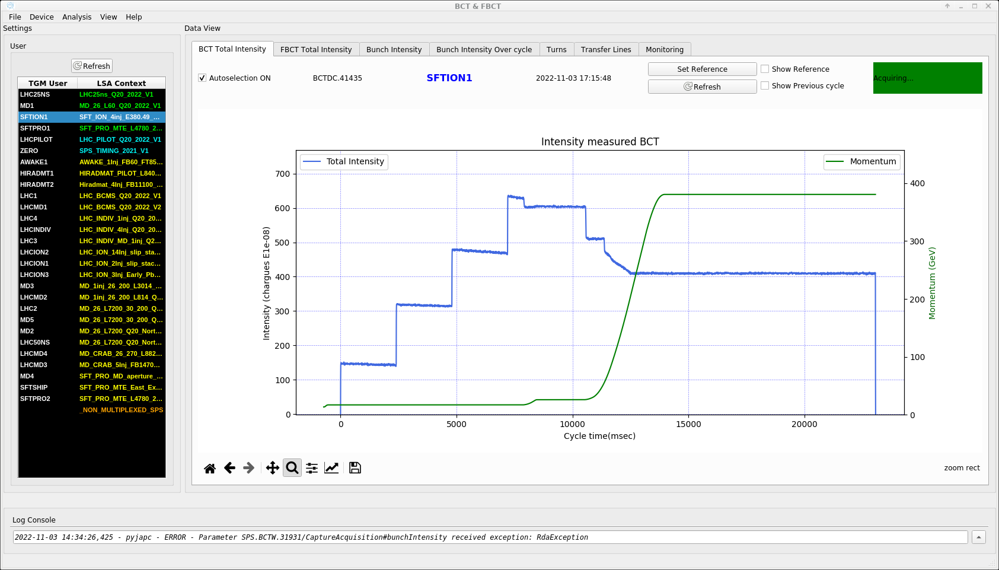 BCT & FBCT
File Device Analysis View Help
Settings
Data View
User
Refresh
TGM User LSA Context
LHC25NS LHC25ns_Q20_2022_V1
MD1 MD_26_L60_Q20_2022_V1
SFTION1 SFT_ION_4inj_E380.49_...
SFTPRO1 SFT_PRO_MTE_L4780_2...
LHCPILOT LHC_PILOT_Q20_2022_V1
ZERO SPS_TIMING_2021_V1
AWAKE1 AWAKE_1Inj_FB60_FT85...
HIRADMT1 HIRADMAT_PILOT_L840...
HIRADMT2 Hiradmat_4Inj_FB11100_...
LHC1 LHC_BCMS_Q20_2022_V1
LHCMD1 LHC_BCMS_Q20_2022_V2
LHC4 LHC_INDIV_1inj_Q20_20...
LHCINDIV LHC_INDIV_4Inj_Q20_20...
LHC3 LHC_INDIV_MD_1inj_Q2...
LHCION2 LHC_ION_14Inj_slip_sta...
LHCION1 LHC_ION_2Inj_slip_stac...
LHCION3 LHC_ION_3Inj_Early_Pb...
MD3 MD_1inj_26_200_L3014_...
LHCMD2 MD_1inj_26_200_L814_Q...
LHC2 MD_26_L7200_30_200_Q...
MD5 MD_26_L7200_30_200_Q...
MD2 MD_26_L7200_Q20_Nort...
LHC50NS MD_26_L7200_Q20_Nort...
LHCMD4 MD_CRAB_26_270_L882...
LHCMD3 MD_CRAB_5Inj_FB1470...
MD4 SFT_PRO_MD_aperture_...
SFTSHIP SFT_PRO_MTE_East_Ex...
SFTPRO2 SFT_PRO_MTE_L4780_2...
_NON_MULTIPLEXED_SPS
BCT Total Intensity FBCT Total Intensity Bunch Intensity Bunch Intensity Over cycle Turns Transfer Lines Monitoring
Autoselection ON BCTDC.41435 SFTION1 2022-11-03 17:15:48
Set Reference
Refresh
Show Reference
Show Previous cycle
Acquiring...
Intensity measured BCT
Total Intensity
Momentum
700
600
500
400
300
200
100
0
Intensity (charques E1e-08)
400
300
200
100
0
Momentum (GeV)
0 5000 10000 15000 20000
Cycle time(msec)
zoom rect
Log Console
2022-11-03 14:34:26,425 - pyjapc - ERROR - Parameter SPS.BCTW.31931/CaptureAcquisition#bunchIntensity received exception: RdaException